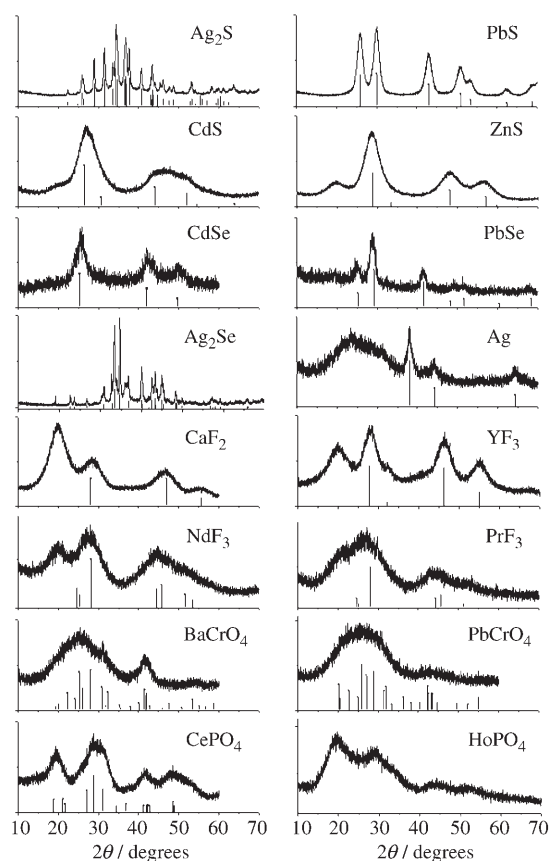 Ag₂S
PbS
CdS
ZnS
CdSe
PbSe
Ag₂Se
Ag
CaF₂
YF₃
NdF₃
PrF₃
BaCrO₄
PbCrO₄
CePO₄
HoPO₄
10 20 30 40 50 60 70
10 20 30 40 50 60 70
2θ / degrees
2θ / degrees